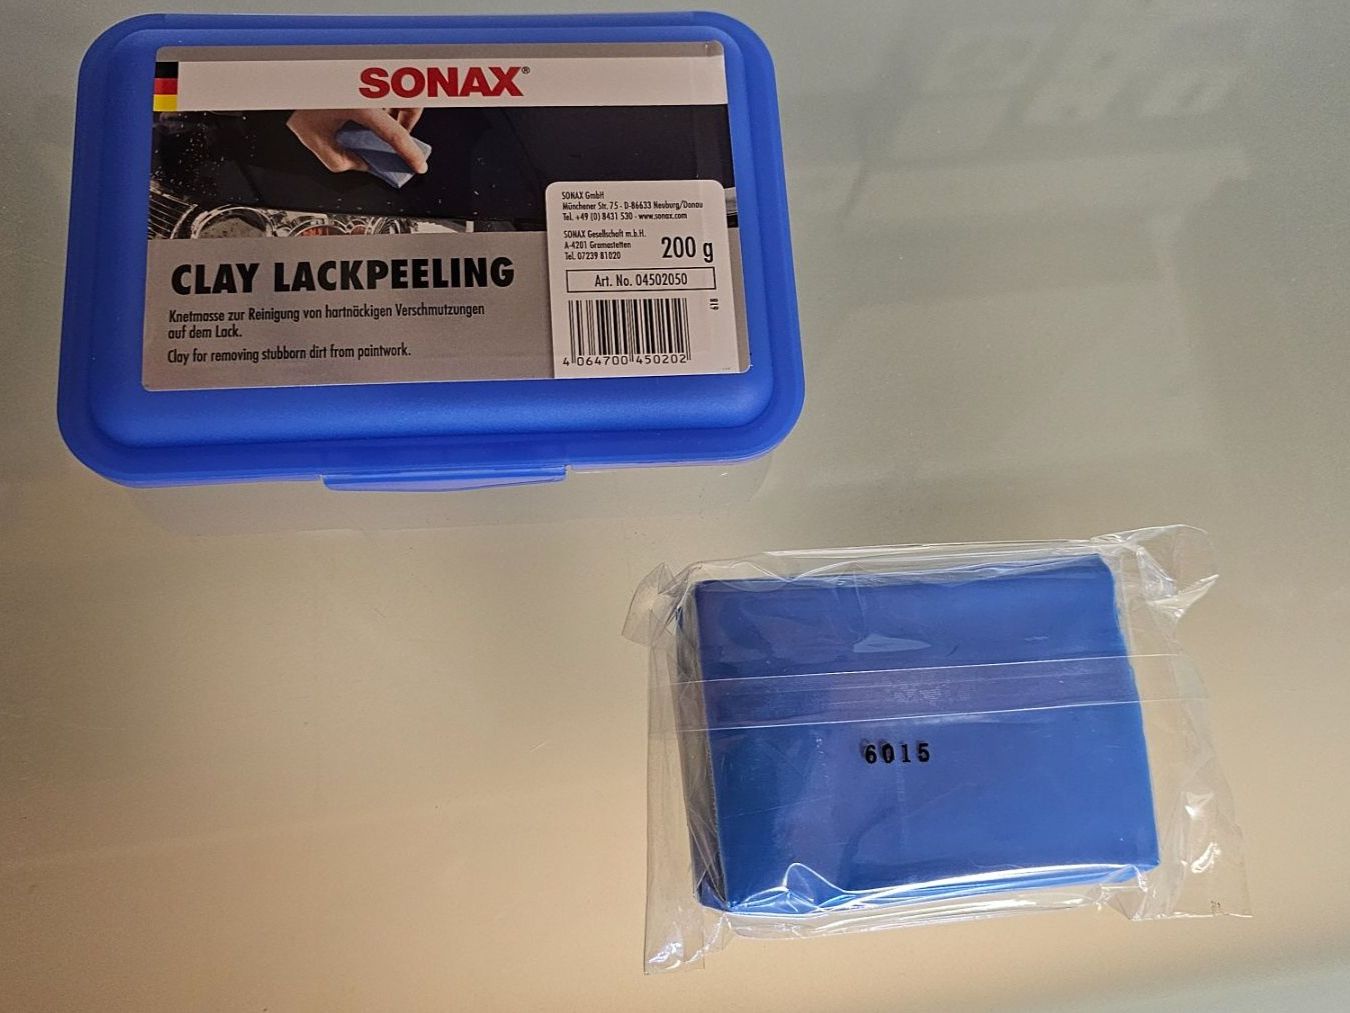 SONAX®
SONAX GmbH
Münchener Str. 75 - D-86633 Neuburg/Donau
Tel. +49 (0) 8431 530 - www.sonax.com
SONAX Gesellschaft m.b.H.
A-4201 Gramastetten
Tel. 07239 81020
200 g
Art. No. 04502050
618
4 064700 450202
CLAY LACKPEELING
Knetmasse zur Reinigung von hartnäckigen Verschmutzungen
auf dem Lack.
Clay for removing stubborn dirt from paintwork.
6015